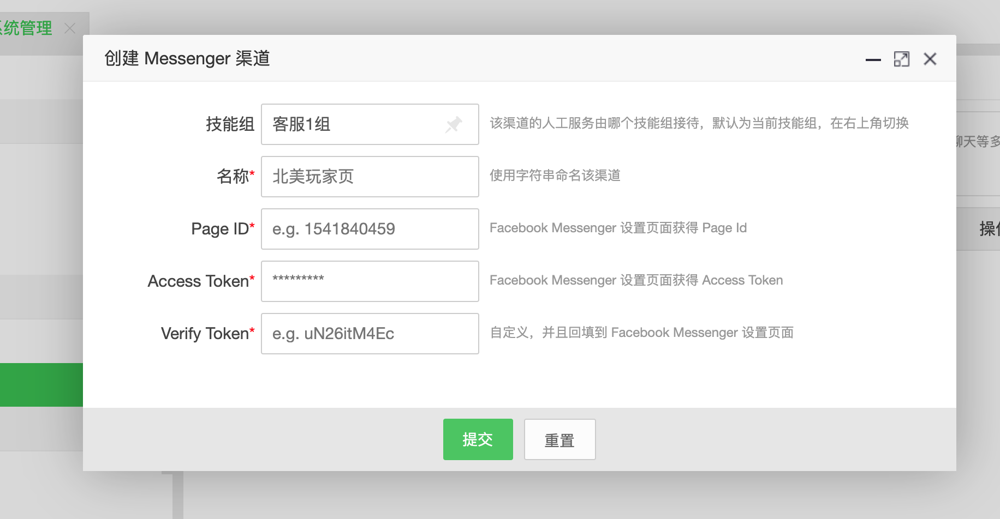 统管理
创建 Messenger 渠道
技能组 客服1组 该渠道的人工服务由哪个技能组接待，默认为当前技能组，在右上角切换
聊天等多
名称* 北美玩家页 使用字符串命名该渠道
Page ID* e.g. 1541840459 Facebook Messenger 设置页面获得 Page Id
操作
Access Token* ********* Facebook Messenger 设置页面获得 Access Token
Verify Token* e.g. uN26itM4Ec 自定义，并且回填到 Facebook Messenger 设置页面
提交 重置